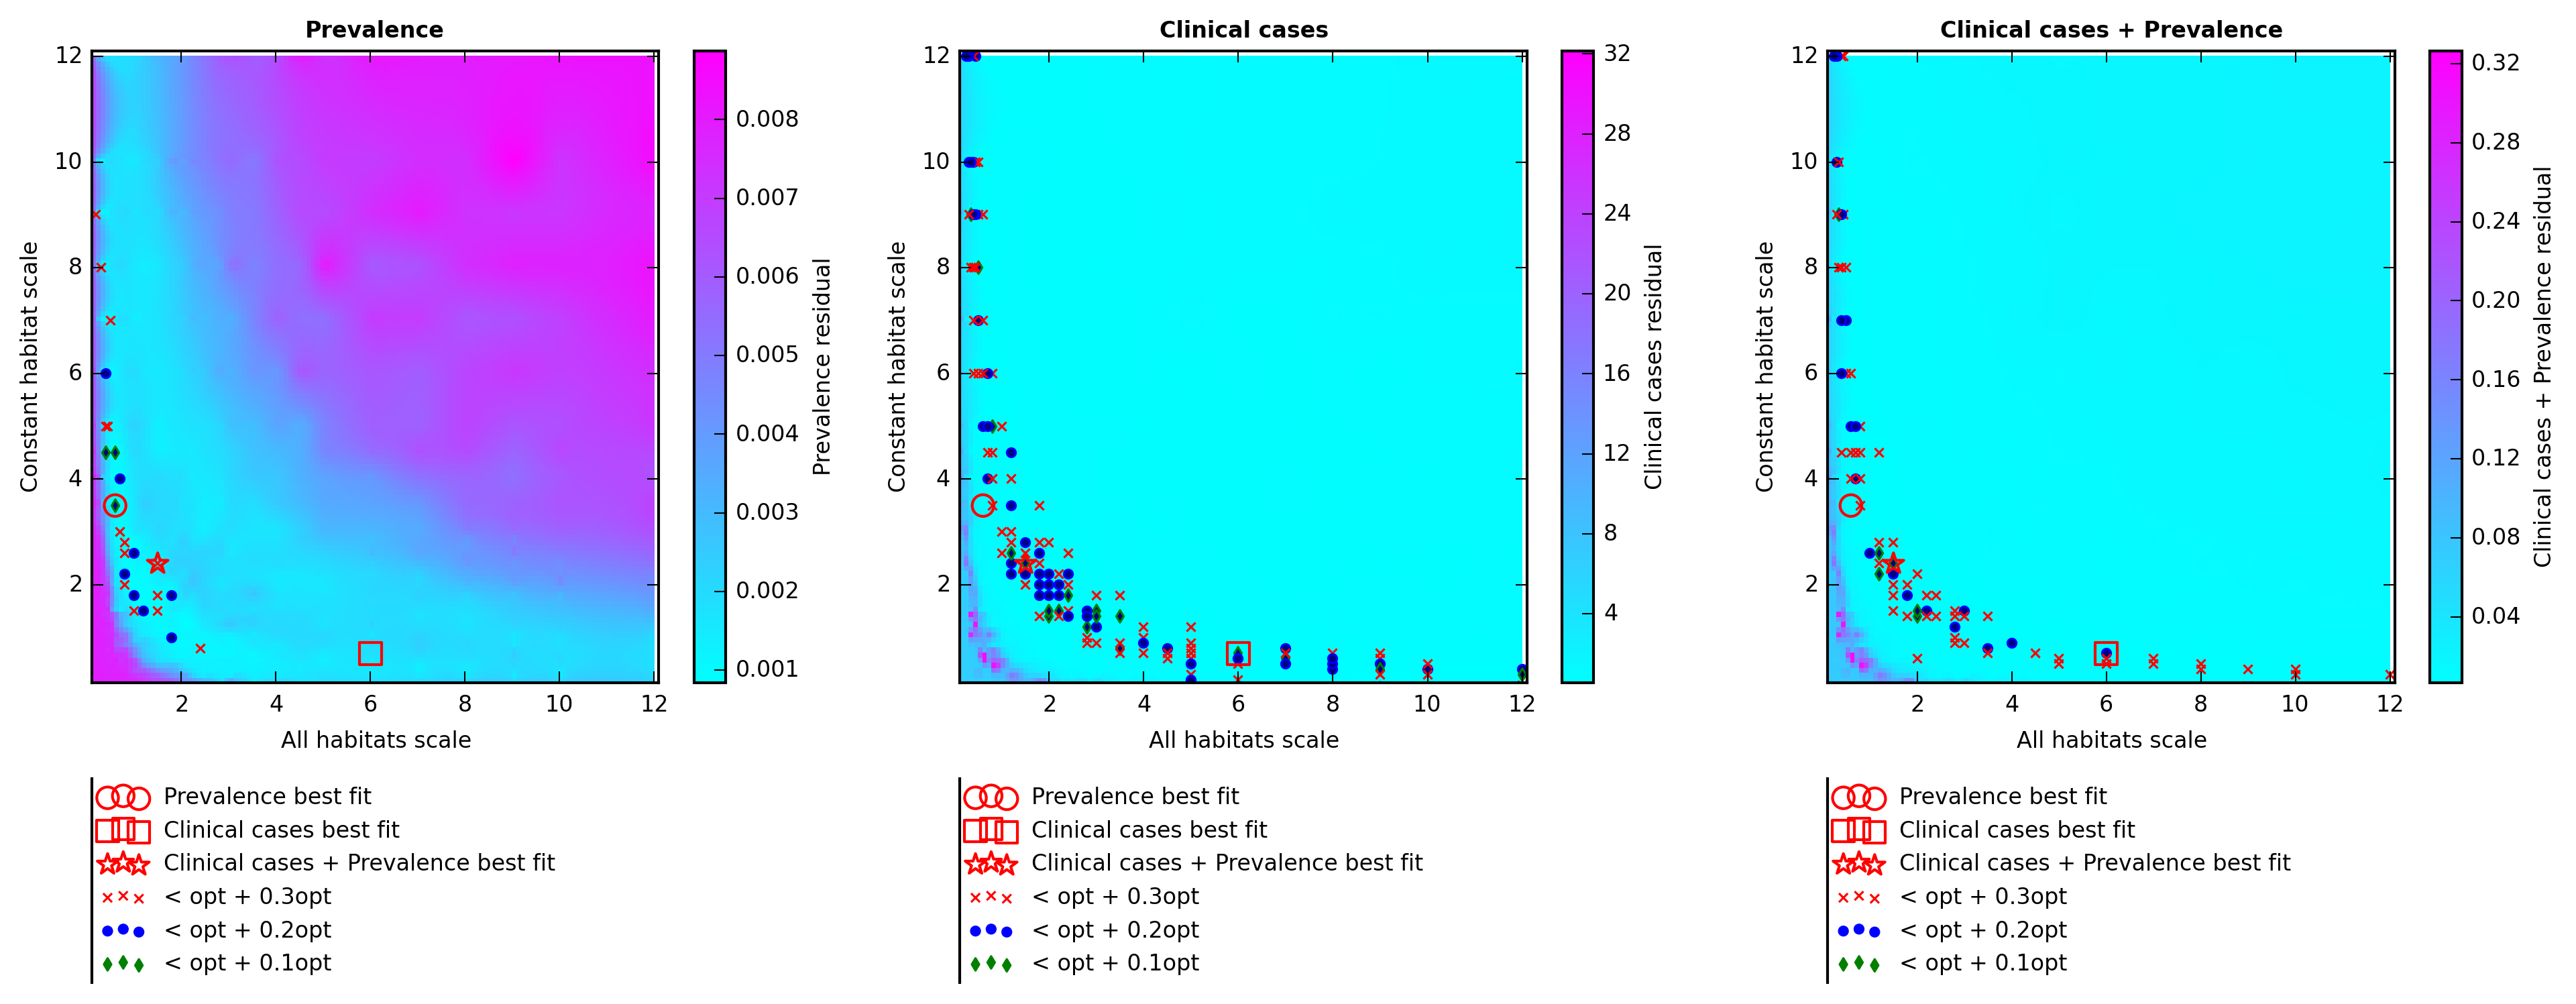 Prevalence
12
10
8
6
4
2
Constant habitat scale
2 4 6 8 10 12
All habitats scale
0.008
0.007
0.006
0.005
0.004
0.003
0.002
0.001
Prevalence residual
Prevalence best fit
Clinical cases best fit
Clinical cases + Prevalence best fit
< opt + 0.3opt
< opt + 0.2opt
< opt + 0.1opt
Clinical cases
12
10
8
6
4
2
Constant habitat scale
2 4 6 8 10 12
All habitats scale
32
28
24
20
16
12
8
4
Clinical cases residual
Prevalence best fit
Clinical cases best fit
Clinical cases + Prevalence best fit
< opt + 0.3opt
< opt + 0.2opt
< opt + 0.1opt
Clinical cases + Prevalence
12
10
8
6
4
2
Constant habitat scale
2 4 6 8 10 12
All habitats scale
0.32
0.28
0.24
0.20
0.16
0.12
0.08
0.04
Clinical cases + Prevalence residual
Prevalence best fit
Clinical cases best fit
Clinical cases + Prevalence best fit
< opt + 0.3opt
< opt + 0.2opt
< opt + 0.1opt